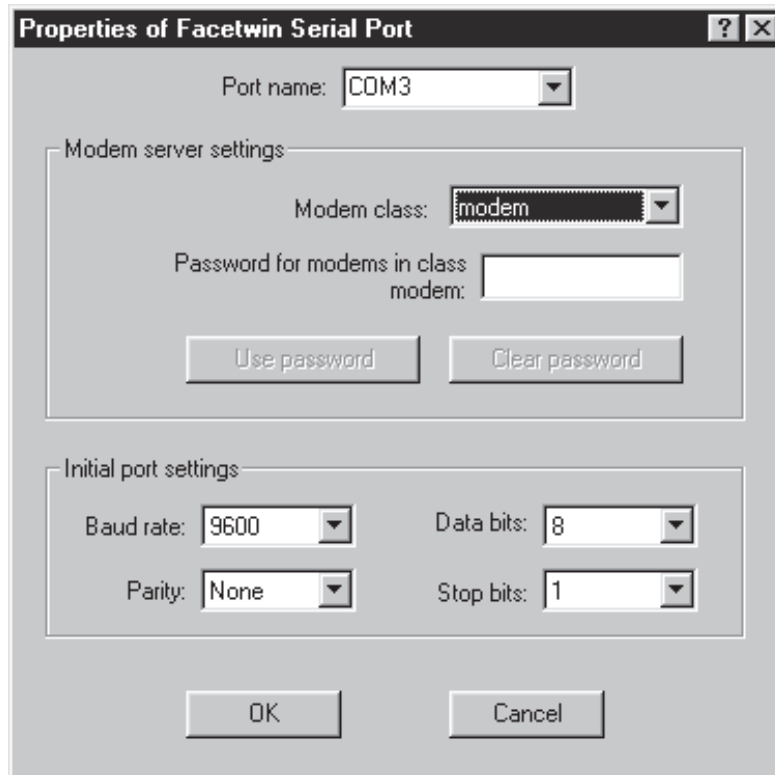 Properties of Facetwin Serial Port ? X
Port name: COM3
Modem server settings
Modem class: modem
Password for modems in class
modem:
Use password Clear password
Initial port settings
Baud rate: 9600 Data bits: 8
Parity: None Stop bits: 1
OK Cancel